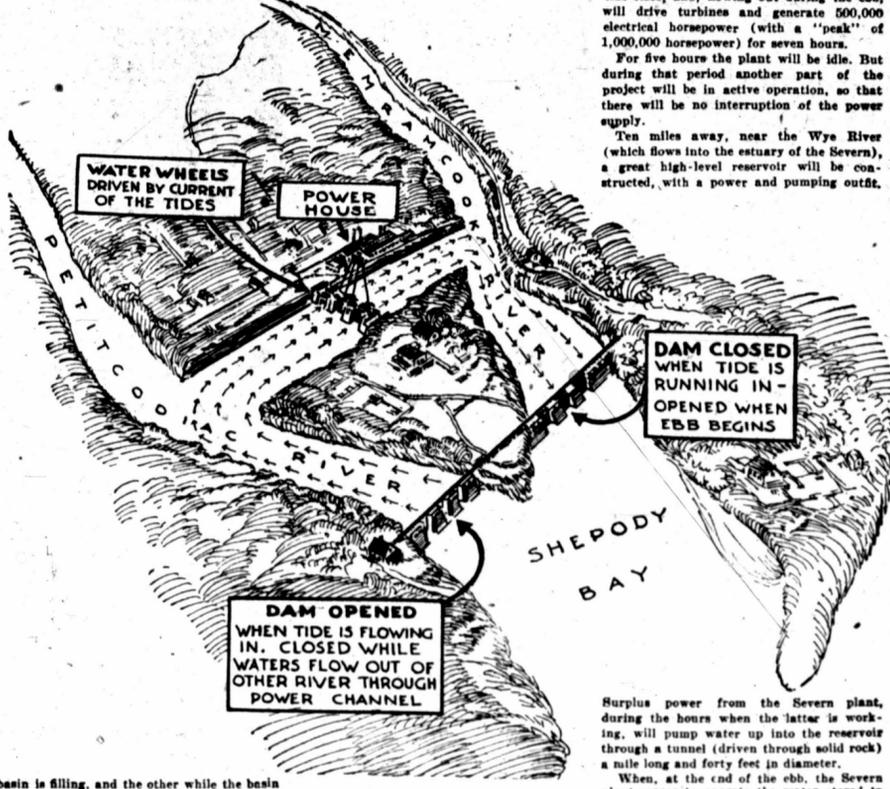 will drive turbines and generate 500,000
electrical horsepower (with a "peak" of
1,000,000 horsepower) for seven hours.
For five hours the plant will be idle. But
during that period another part of the
project will be in active operation, so that
there will be no interruption of the power
supply.
Ten miles away, near the Wye River
(which flows into the estuary of the Severn),
a great high-level reservoir will be con-
structed, with a power and pumping outfit.
MEMRAMCOOK RIVER
WATER WHEELS
DRIVEN BY CURRENT
OF THE TIDES
POWER
HOUSE
PETITCODIAC RIVER
DAM CLOSED
WHEN TIDE IS
RUNNING IN-
OPENED WHEN
EBB BEGINS
SHEPODY
BAY
DAM OPENED
WHEN TIDE IS FLOWING
IN. CLOSED WHILE
WATERS FLOW OUT OF
OTHER RIVER THROUGH
POWER CHANNEL
Surplus power from the Severn plant,
during the hours when the latter is work-
ing, will pump water up into the reservoir
through a tunnel (driven through solid rock)
a mile long and forty feet in diameter.
When, at the end of the ebb, the Severn
basin is filling, and the other while the basin